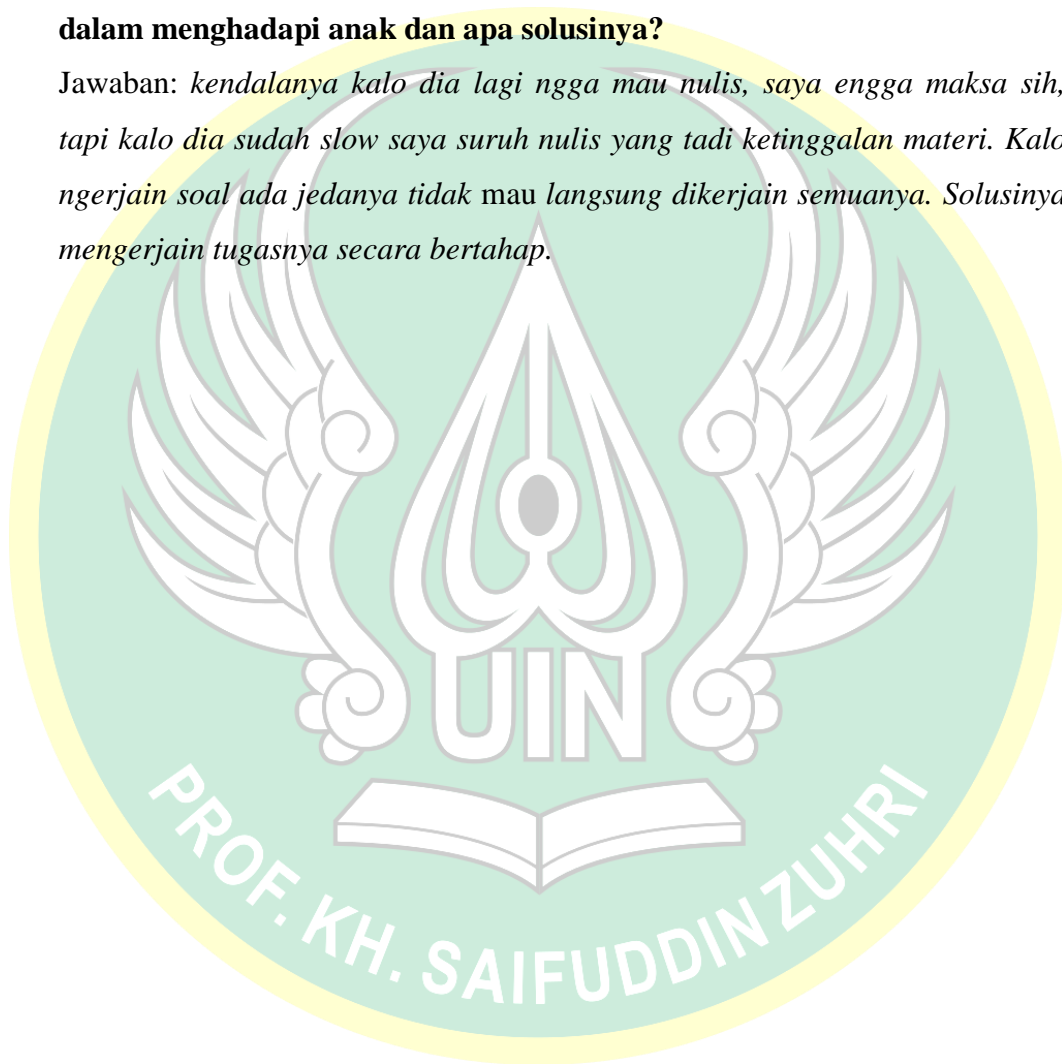 dalam menghadapi anak dan apa solusinya?
Jawaban: kendalanya kalo dia lagi ngga mau nulis, saya engga maksa sih,
tapi kalo dia sudah slow saya suruh nulis yang tadi ketinggalan materi. Kalo
ngerjain soal ada jedanya tidak mau langsung dikerjain semuanya. Solusinya
mengerjain tugasnya secara bertahap.
UIN
PROF. KH. SAIFUDDIN ZUHRI